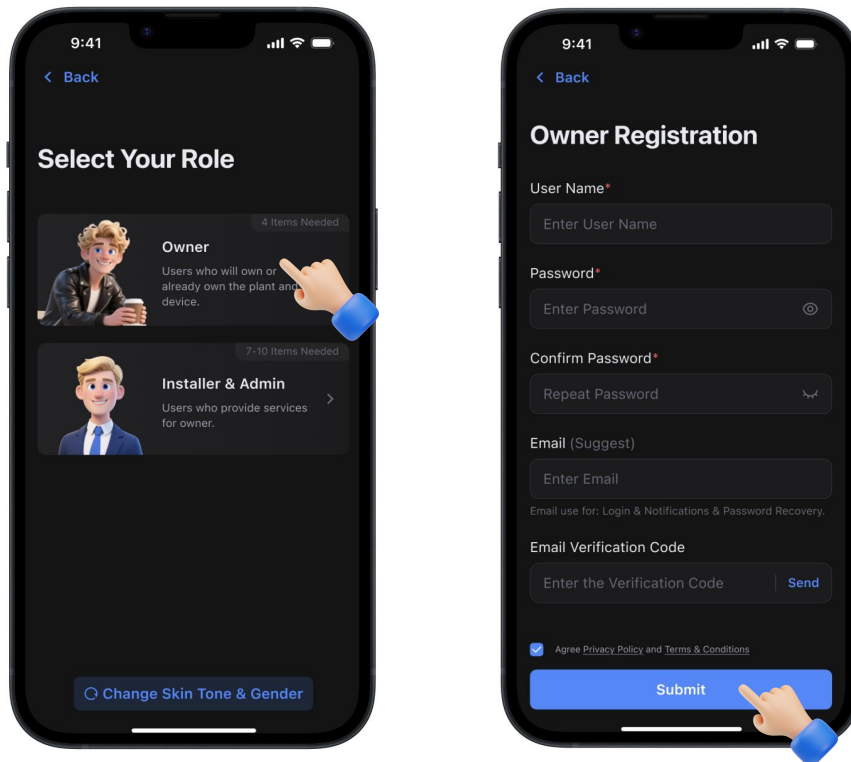 9:41
Back
Select Your Role
4 Items Needed
Owner
Users who will own or
already own the plant and
device.
7-10 Items Needed
Installer & Admin
Users who provide services
for owner.
Change Skin Tone & Gender
9:41
Back
Owner Registration
User Name*
Enter User Name
Password*
Enter Password
Confirm Password*
Repeat Password
Email (Suggest)
Enter Email
Email use for: Login & Notifications & Password Recovery.
Email Verification Code
Enter the Verification Code Send
Agree Privacy Policy and Terms & Conditions
Submit